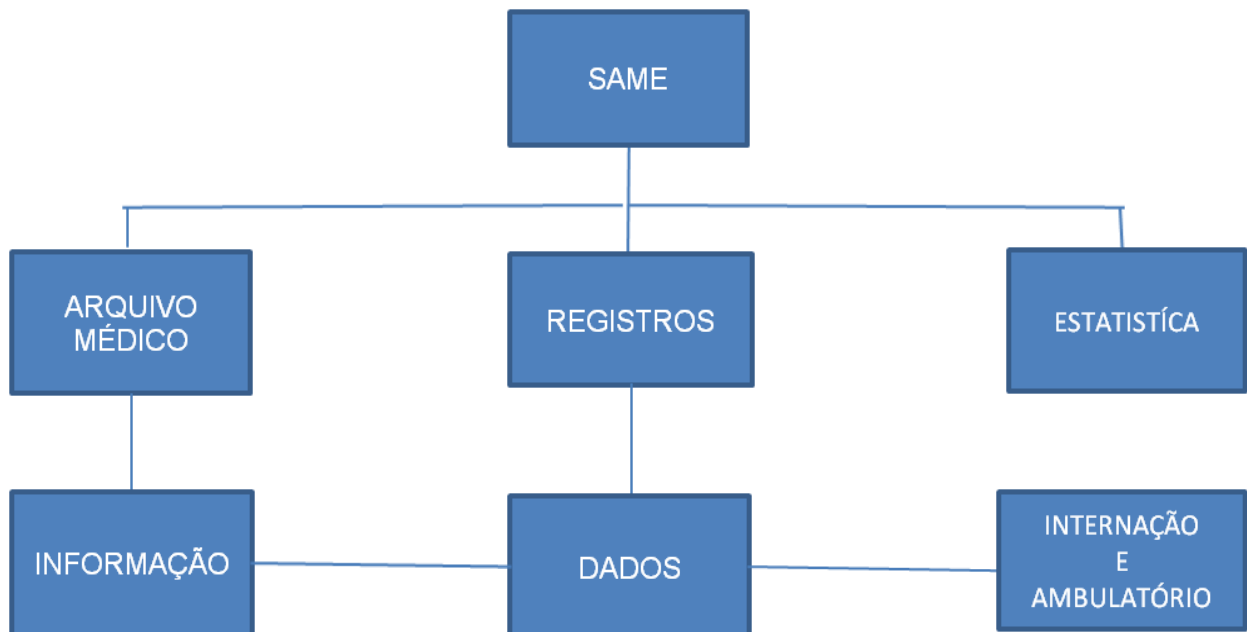 SAME
ARQUIVO
MÉDICO
REGISTROS
ESTATISTÍCA
INFORMAÇÃO
DADOS
INTERNAÇÃO
E
AMBULATÓRIO